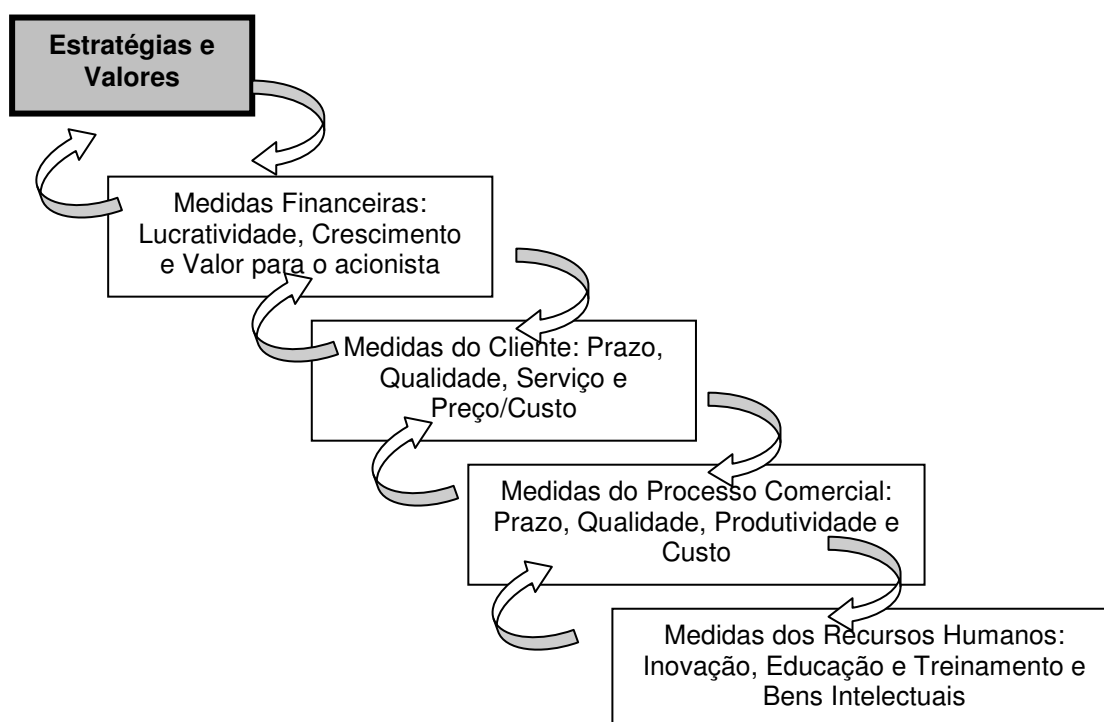 Estratégias e
Valores
Medidas Financeiras:
Lucratividade, Crescimento
e Valor para o acionista
Medidas do Cliente: Prazo,
Qualidade, Serviço e
Preço/Custo
Medidas do Processo Comercial:
Prazo, Qualidade, Produtividade e
Custo
Medidas dos Recursos Humanos:
Inovação, Educação e Treinamento e
Bens Intelectuais